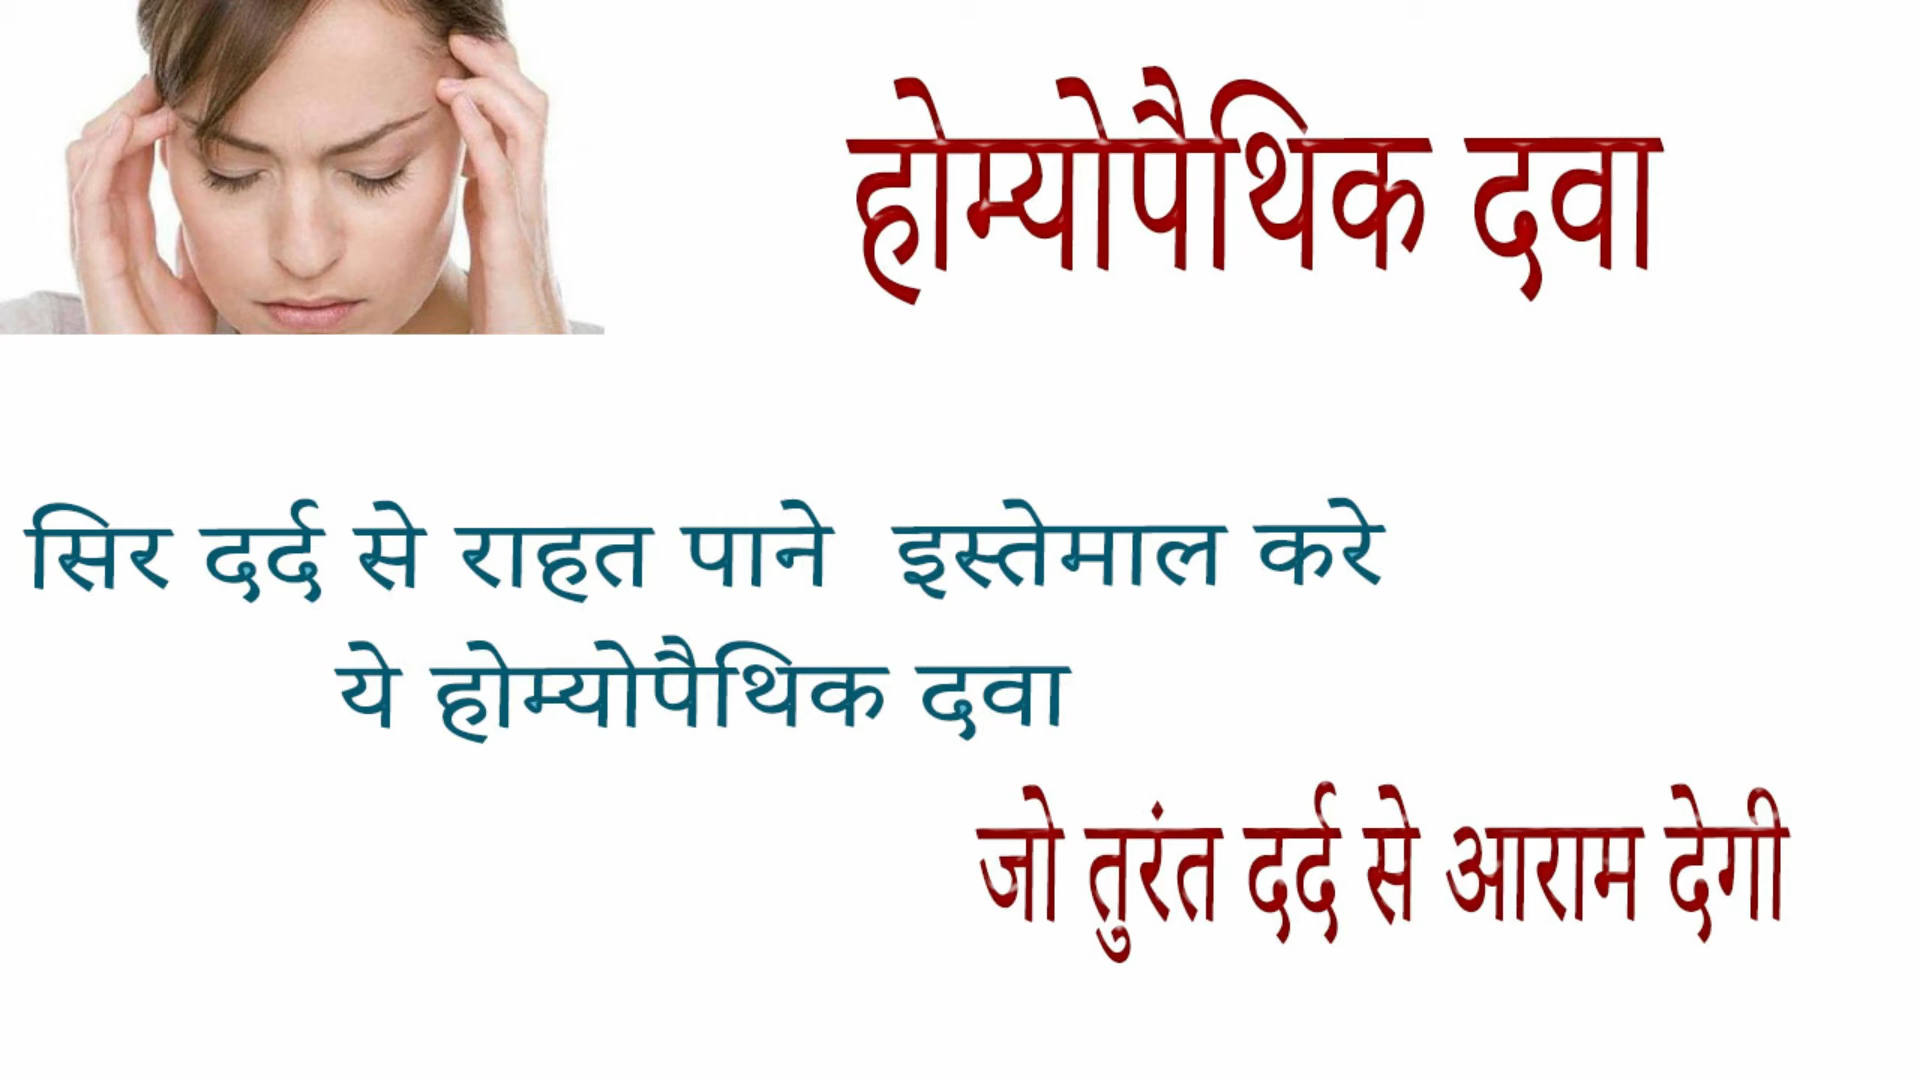 होम्योपैथिक दवा
सिर दर्द से राहत पाने इस्तेमाल करे
ये होम्योपैथिक दवा
जो तुरंत दर्द से आराम देगी